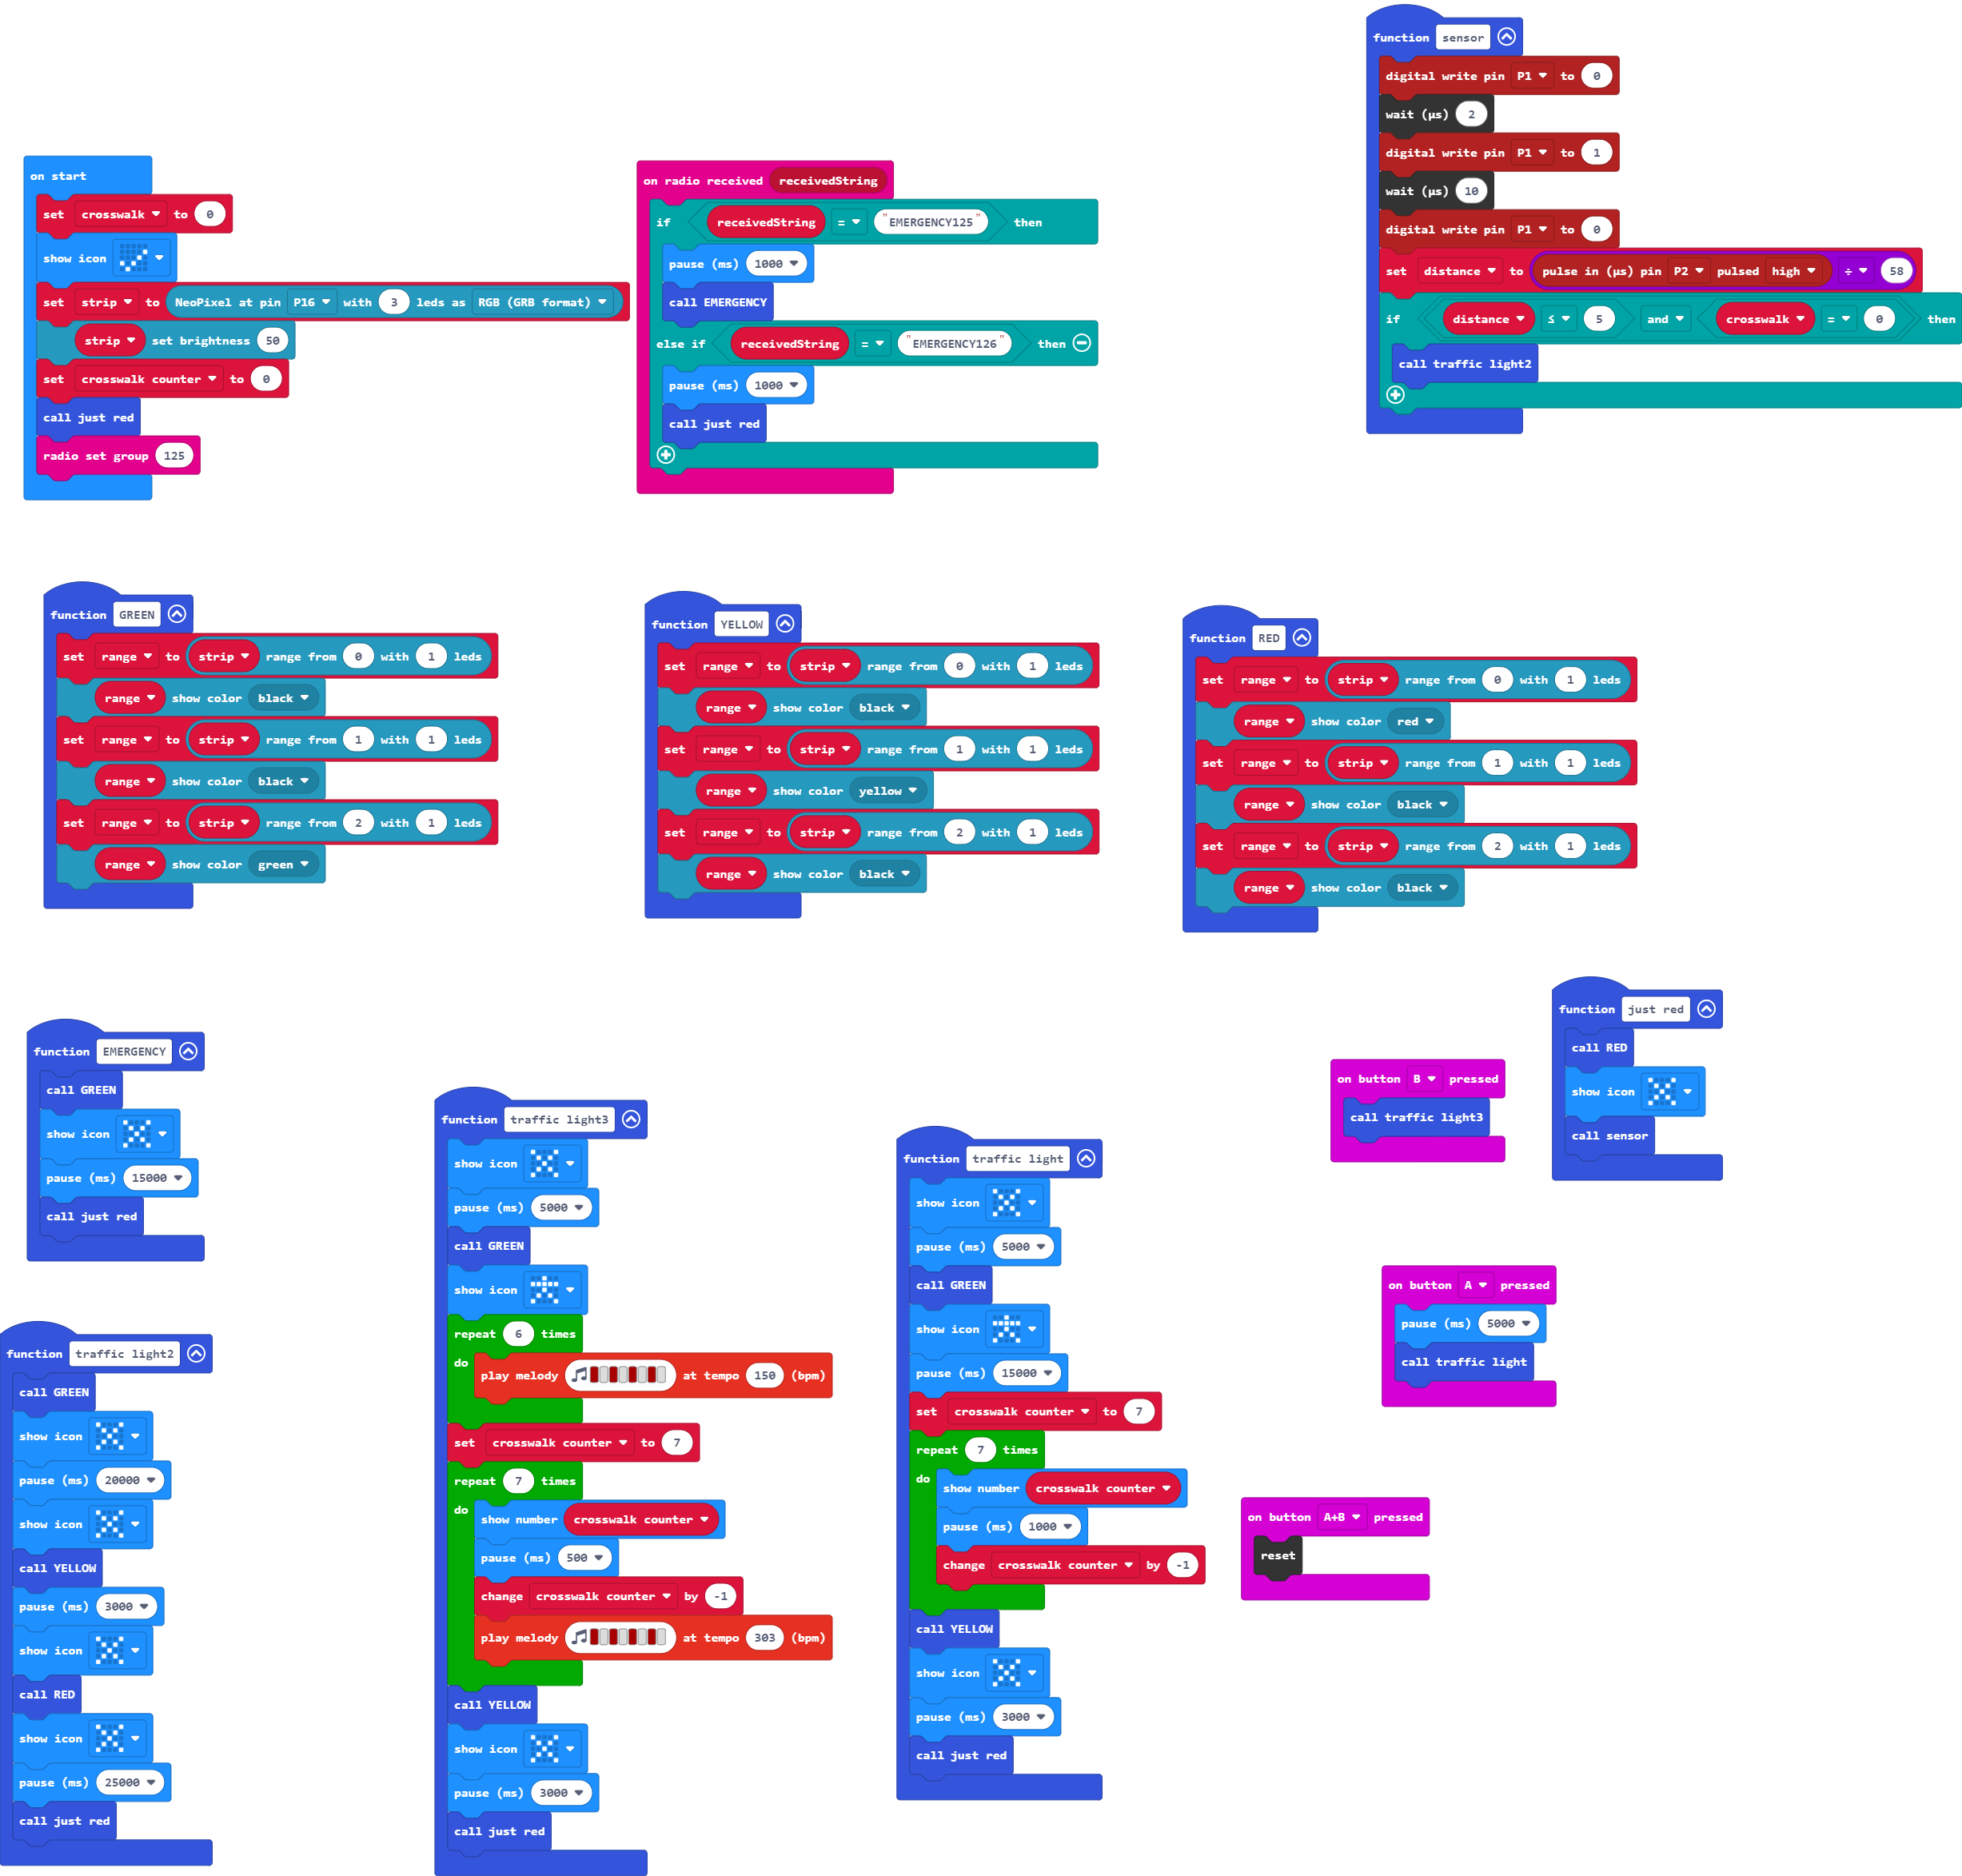 function sensor
digital write pin P1 to 0
wait (µs) 2
digital write pin P1 to 1
wait (µs) 10
digital write pin P1 to 0
set distance to pulse in (µs) pin P2 pulsed high ÷ 58
if distance ≤ 5 and crosswalk = 0 then
call traffic light2
on start
set crosswalk to 0
show icon
set strip to NeoPixel at pin P16 with 3 leds as RGB (GRB format)
strip set brightness 50
set crosswalk counter to 0
call just red
radio set group 125
on radio received receivedString
if receivedString = "EMERGENCY125" then
pause (ms) 1000
call EMERGENCY
else if receivedString = "EMERGENCY126" then
pause (ms) 1000
call just red
function GREEN
set range to strip range from 0 with 1 leds
range show color black
set range to strip range from 1 with 1 leds
range show color black
set range to strip range from 2 with 1 leds
range show color green
function YELLOW
set range to strip range from 0 with 1 leds
range show color black
set range to strip range from 1 with 1 leds
range show color yellow
set range to strip range from 2 with 1 leds
range show color black
function RED
set range to strip range from 0 with 1 leds
range show color red
set range to strip range from 1 with 1 leds
range show color black
set range to strip range from 2 with 1 leds
range show color black
function EMERGENCY
call GREEN
show icon
pause (ms) 15000
call just red
function traffic light2
call GREEN
show icon
pause (ms) 20000
show icon
call YELLOW
pause (ms) 3000
show icon
call RED
show icon
pause (ms) 25000
call just red
function traffic light3
show icon
pause (ms) 5000
call GREEN
show icon
repeat 6 times
do
play melody at tempo 150 (bpm)
set crosswalk counter to 7
repeat 7 times
do
show number crosswalk counter
pause (ms) 500
change crosswalk counter by -1
play melody at tempo 303 (bpm)
call YELLOW
show icon
pause (ms) 3000
call just red
function traffic light
show icon
pause (ms) 5000
call GREEN
show icon
pause (ms) 15000
set crosswalk counter to 7
repeat 7 times
do
show number crosswalk counter
pause (ms) 1000
change crosswalk counter by -1
call YELLOW
show icon
pause (ms) 3000
call just red
on button B pressed
call traffic light3
function just red
call RED
show icon
call sensor
on button A pressed
pause (ms) 5000
call traffic light
on button A+B pressed
reset